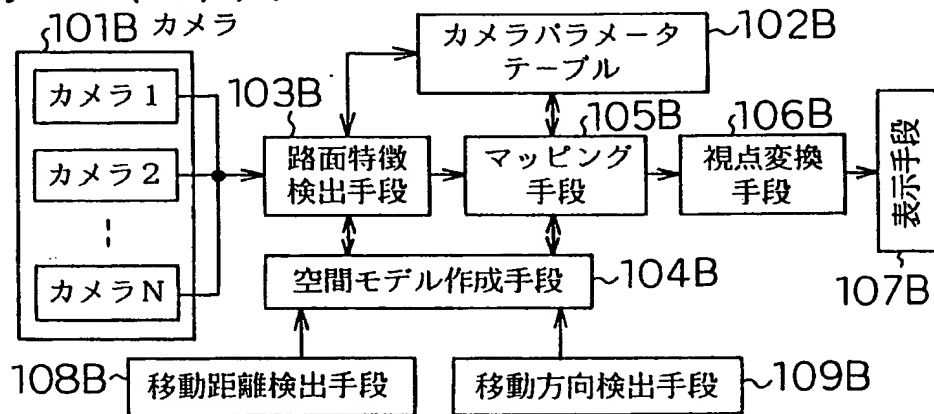 101B カメラ
カメラ1
カメラ2
カメラN
カメラパラメータ
テーブル
102B
103B
路面特徴
検出手段
105B
マッピング
手段
106B
視点変換
手段
表示手段
107B
空間モデル作成手段
104B
108B
移動距離検出手段
移動方向検出手段
109B